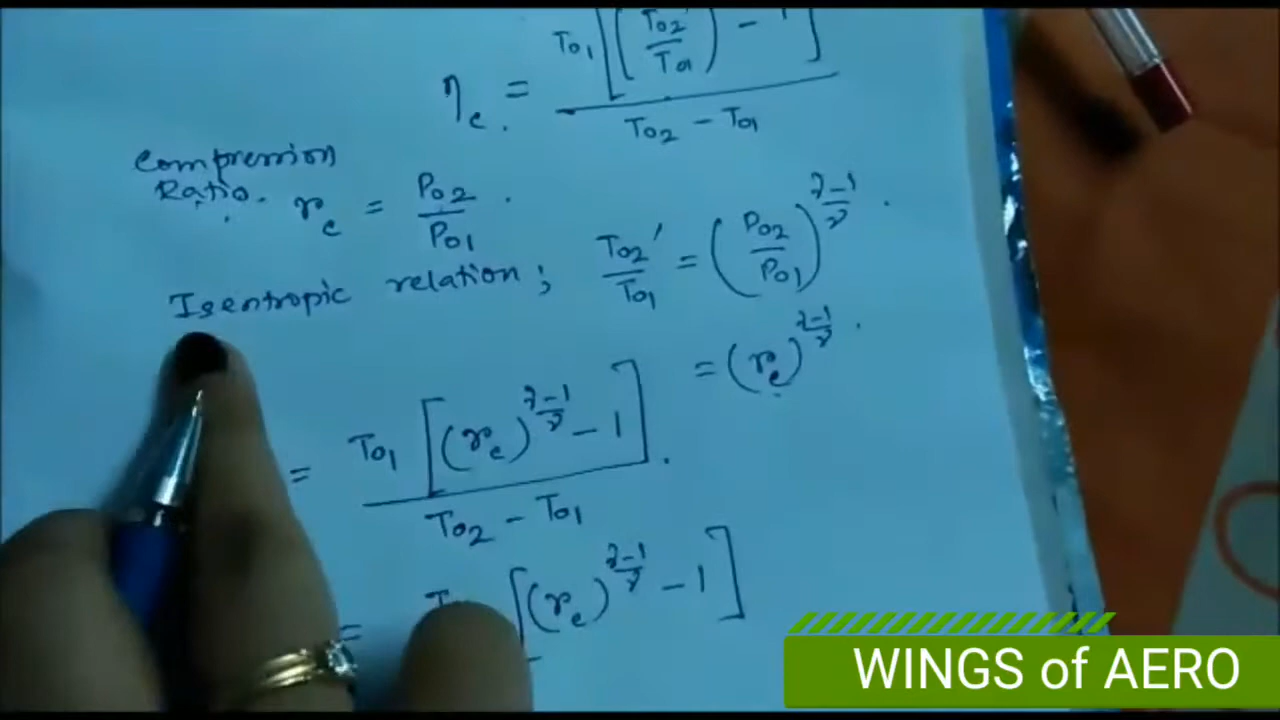 η_c = T₀₁[(T₀₂'/T₀₁) - 1] / T₀₂ - T₀₁
Compression
Ratio. r_c = P₀₂/P₀₁ .
Isentropic relation; T₀₂'/T₀₁ = (P₀₂/P₀₁)^(γ-1/γ) .
= (r_c)^(γ-1/γ) .
= T₀₁[(r_c)^(γ-1/γ) - 1] / T₀₂ - T₀₁ .
= [(r_c)^(γ-1/γ) - 1]
WINGS of AERO